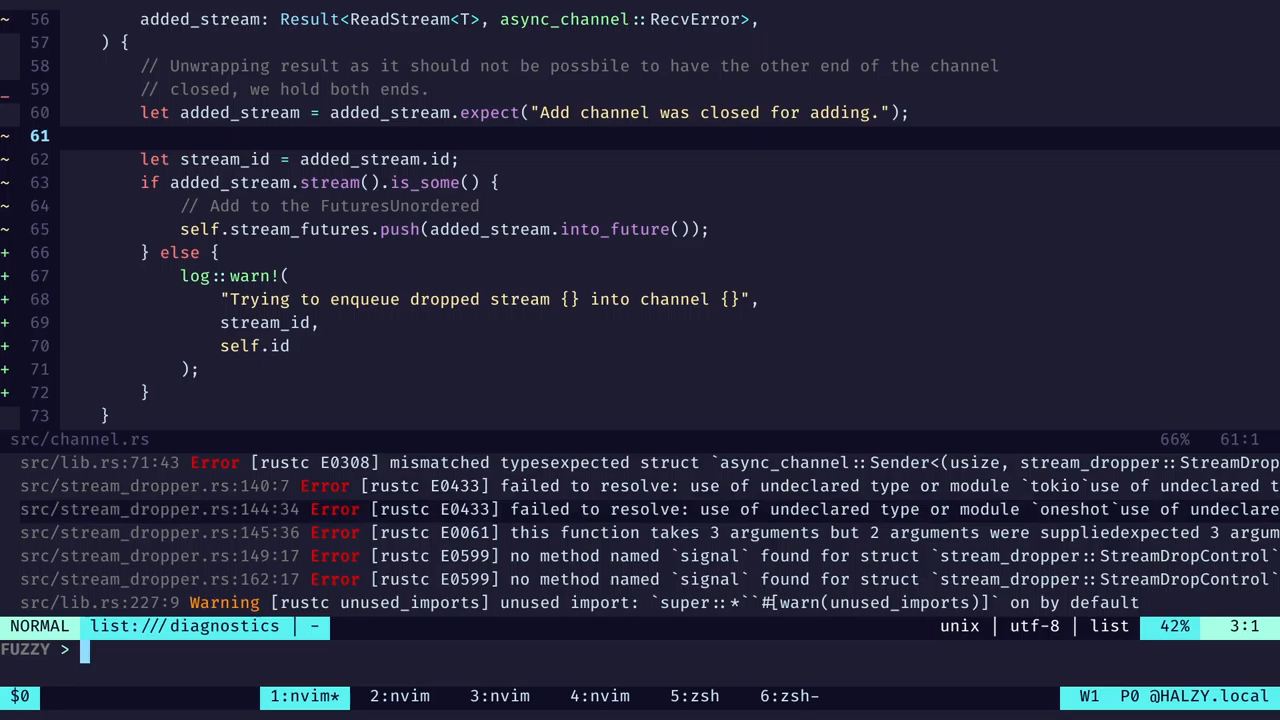 ~ 56         added_stream: Result<ReadStream<T>, async_channel::RecvError>,
  57     ) {
  58         // Unwrapping result as it should not be possbile to have the other end of the channel
_ 59         // closed, we hold both ends.
  60         let added_stream = added_stream.expect("Add channel was closed for adding.");
~ 61
~ 62         let stream_id = added_stream.id;
~ 63         if added_stream.stream().is_some() {
~ 64             // Add to the FuturesUnordered
~ 65             self.stream_futures.push(added_stream.into_future());
+ 66         } else {
+ 67             log::warn!(
+ 68                 "Trying to enqueue dropped stream {} into channel {}",
+ 69                 stream_id,
+ 70                 self.id
+ 71             );
+ 72         }
  73     }
src/channel.rs 66% 61:1
src/lib.rs:71:43 Error [rustc E0308] mismatched typesexpected struct `async_channel::Sender<(usize, stream_dropper::StreamDrop
src/stream_dropper.rs:140:7 Error [rustc E0433] failed to resolve: use of undeclared type or module `tokio`use of undeclared t
src/stream_dropper.rs:144:34 Error [rustc E0433] failed to resolve: use of undeclared type or module `oneshot`use of undeclare
src/stream_dropper.rs:145:36 Error [rustc E0061] this function takes 3 arguments but 2 arguments were suppliedexpected 3 argum
src/stream_dropper.rs:149:17 Error [rustc E0599] no method named `signal` found for struct `stream_dropper::StreamDropControl`
src/stream_dropper.rs:162:17 Error [rustc E0599] no method named `signal` found for struct `stream_dropper::StreamDropControl`
src/stream_dropper.rs:227:9 Warning [rustc unused_imports] unused import: `super::*``#[warn(unused_imports)]` on by default
NORMAL list:///diagnostics | - unix | utf-8 | list 42% 3:1
FUZZY >
$0 1:nvim* 2:nvim 3:nvim 4:nvim 5:zsh 6:zsh- W1 P0 @HALZY.local